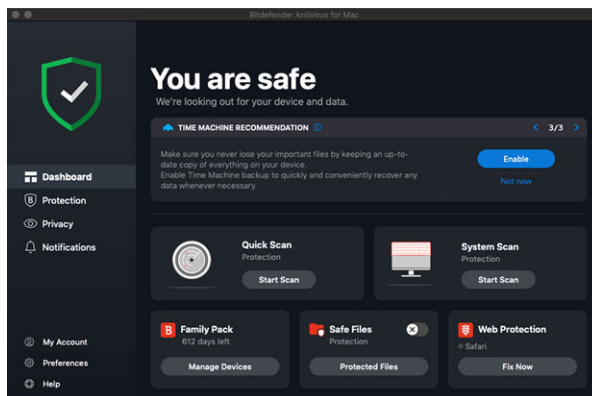 Bitdefender Antivirus for Mac
You are safe
We're looking out for your device and data.
TIME MACHINE RECOMMENDATION
3/3
Make sure you never lose your important files by keeping an up-to-
date copy of everything on your device.
Enable Time Machine backup to quickly and conveniently recover any
data whenever necessary.
Enable
Not now
Dashboard
Protection
Privacy
Notifications
Quick Scan
Protection
Start Scan
System Scan
Protection
Start Scan
B Family Pack
612 days left
Manage Devices
Safe Files
Protection
Protected Files
Web Protection
Safari
Fix Now
My Account
Preferences
Help